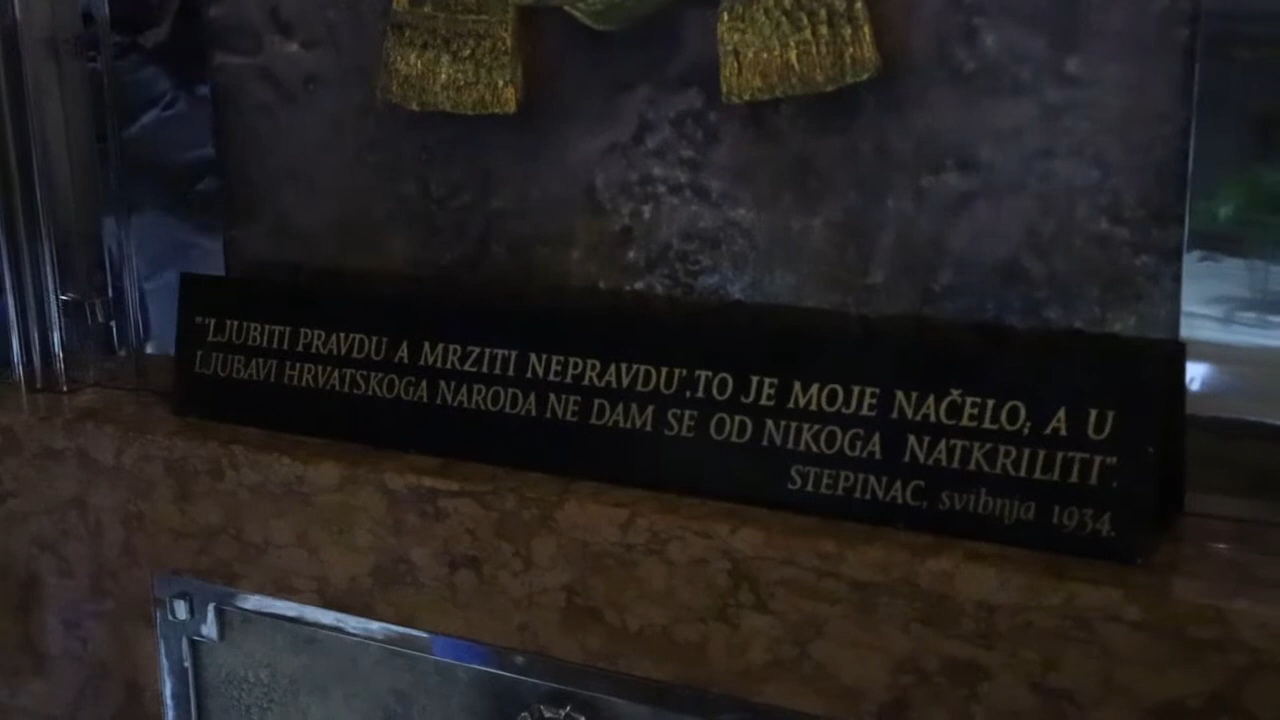 "'LJUBITI PRAVDU A MRZITI NEPRAVDU', TO JE MOJE NAČELO; A U
LJUBAVI HRVATSKOGA NARODA NE DAM SE OD NIKOGA NATKRILITI".
STEPINAC, svibnja 1934.